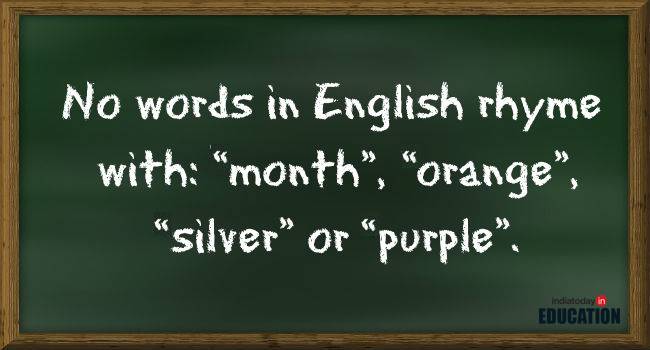 No words in English rhyme
with: “month”, “orange”,
“silver” or “purple”.
indiatoday in
EDUCATION